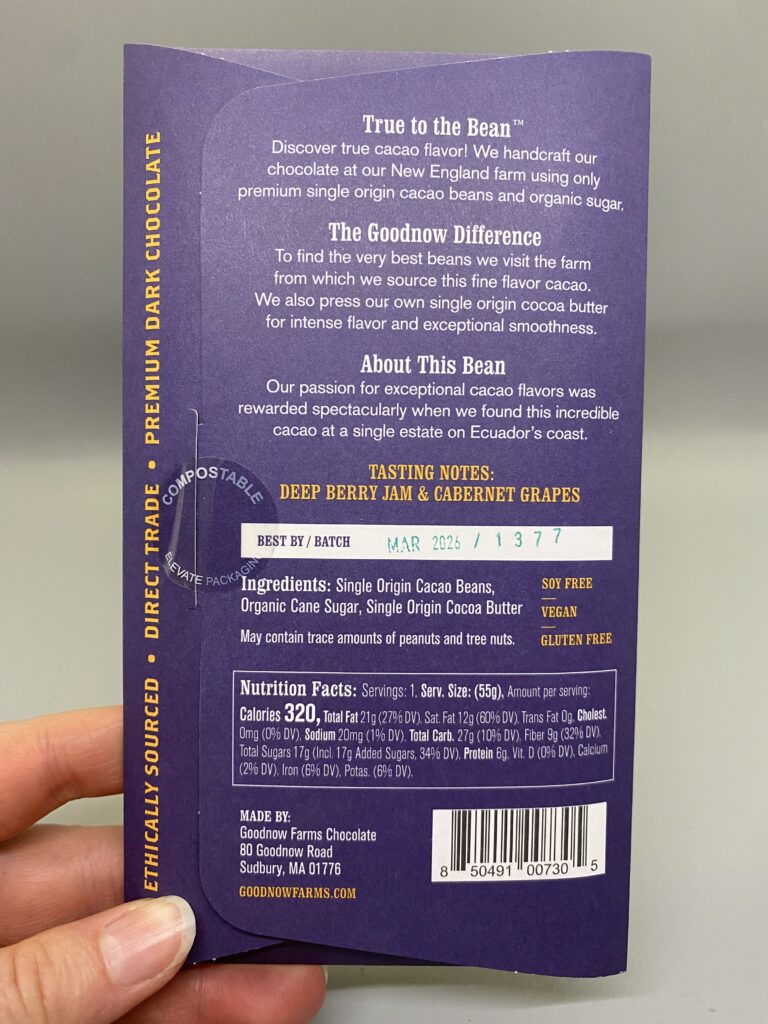 True to the Bean™
Discover true cacao flavor! We handcraft our
chocolate at our New England farm using only
premium single origin cacao beans and organic sugar.
The Goodnow Difference
To find the very best beans we visit the farm
from which we source this fine flavor cacao.
We also press our own single origin cocoa butter
for intense flavor and exceptional smoothness.
About This Bean
Our passion for exceptional cacao flavors was
rewarded spectacularly when we found this incredible
cacao at a single estate on Ecuador's coast.
TASTING NOTES:
DEEP BERRY JAM & CABERNET GRAPES
BEST BY / BATCH MAR 2026 / 1377
Ingredients: Single Origin Cacao Beans,
Organic Cane Sugar, Single Origin Cocoa Butter
May contain trace amounts of peanuts and tree nuts.
SOY FREE
VEGAN
GLUTEN FREE
Nutrition Facts: Servings: 1, Serv. Size: (55g), Amount per serving:
Calories 320, Total Fat 21g (27% DV), Sat. Fat 12g (60% DV), Trans Fat 0g, Cholest.
0mg (0% DV), Sodium 20mg (1% DV), Total Carb. 27g (10% DV), Fiber 9g (32% DV),
Total Sugars 17g (Incl. 17g Added Sugars, 34% DV), Protein 6g, Vit. D (0% DV), Calcium
(2% DV), Iron (6% DV), Potas. (6% DV).
MADE BY:
Goodnow Farms Chocolate
80 Goodnow Road
Sudbury, MA 01776
GOODNOWFARMS.COM
8 50491 00730 5
ETHICALLY SOURCED • DIRECT TRADE • PREMIUM DARK CHOCOLATE
COMPOSTABLE
ELEVATE PACKAGING